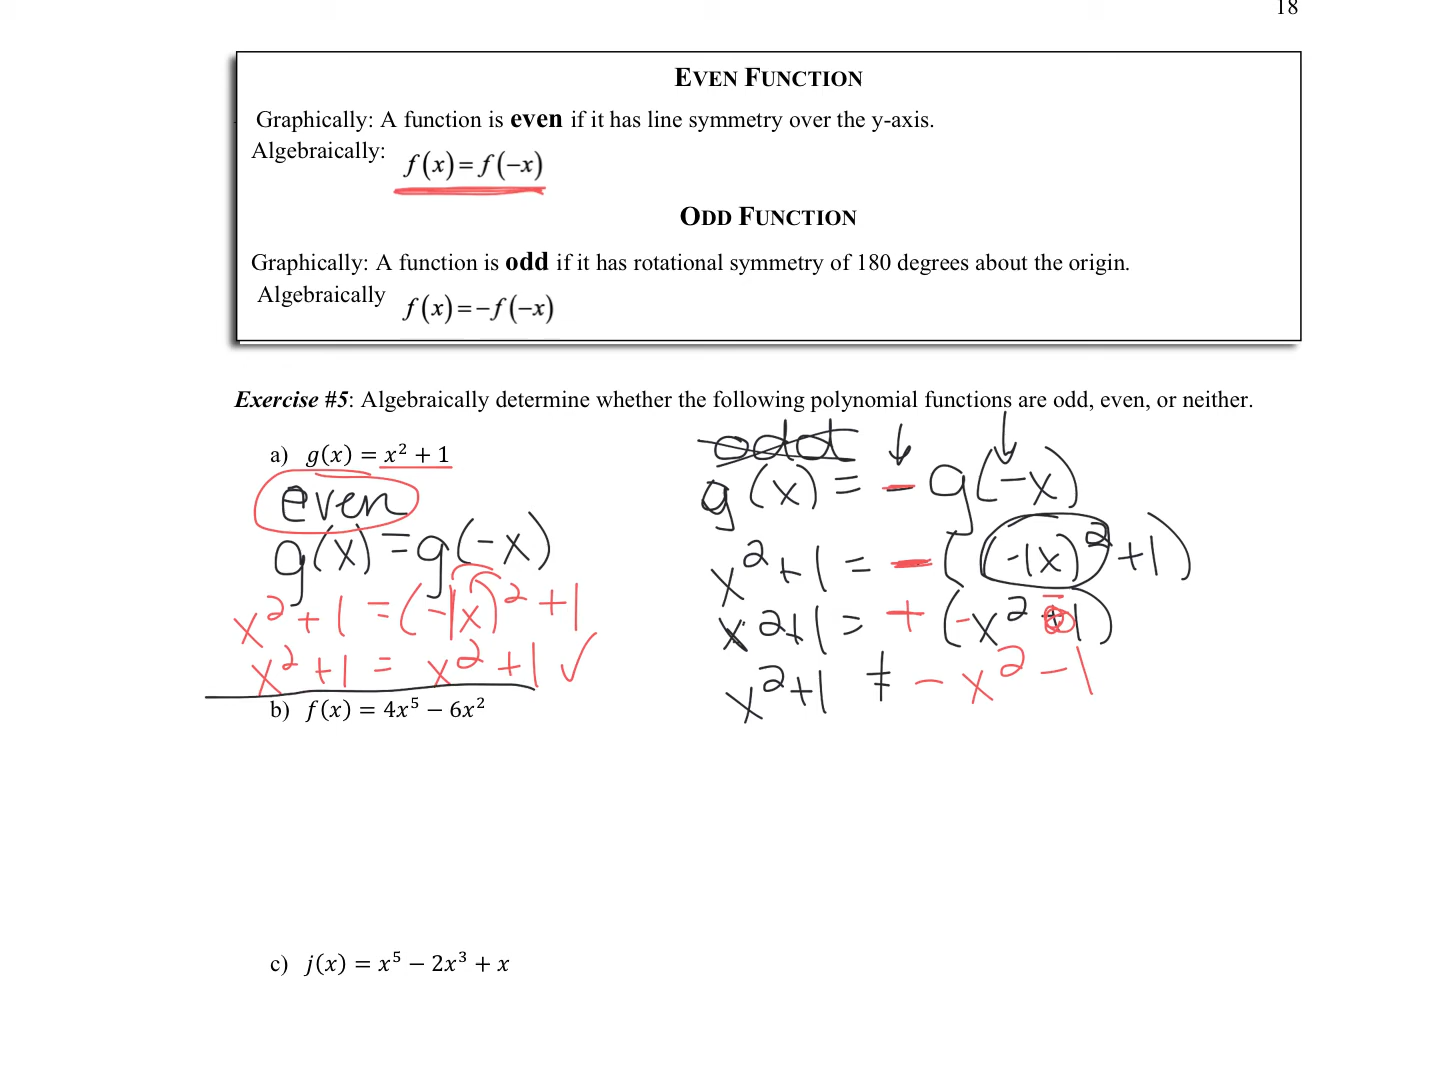 18
EVEN FUNCTION
Graphically: A function is even if it has line symmetry over the y-axis.
Algebraically: f(x)=f(−x)
ODD FUNCTION
Graphically: A function is odd if it has rotational symmetry of 180 degrees about the origin.
Algebraically f(x)=−f(−x)
Exercise #5: Algebraically determine whether the following polynomial functions are odd, even, or neither.
a) g(x) = x² + 1
even
g(x)=g(-x)
x²+1=(-1x)²+1
x²+1 = x²+1 ✓
odd
g(x) = -g(-x)
x²+1 = -((-1x)²+1)
x²+1 = +(-x² - 1)
x²+1 ≠ -x²-1
b) f(x) = 4x⁵ − 6x²
c) j(x) = x⁵ − 2x³ + x